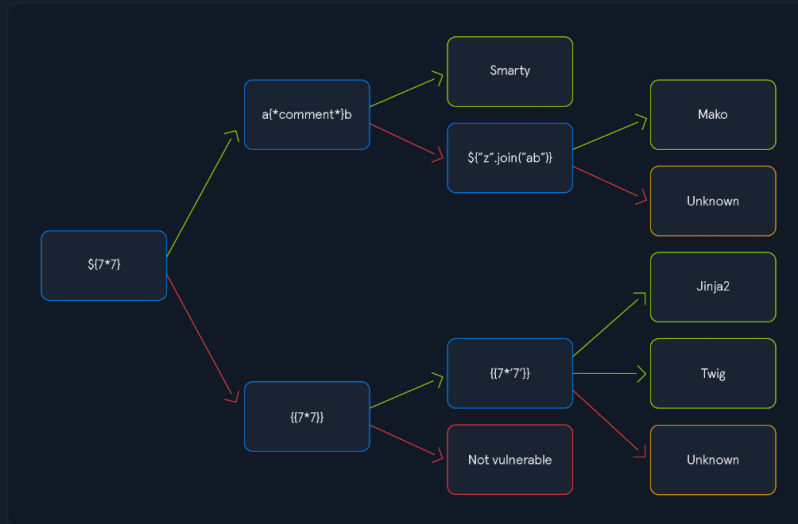 ${7*7}
a{*comment*}b
Smarty
${"z".join("ab")}
Mako
Unknown
{{7*7}}
{{7*'7'}}
Not vulnerable
Jinja2
Twig
Unknown